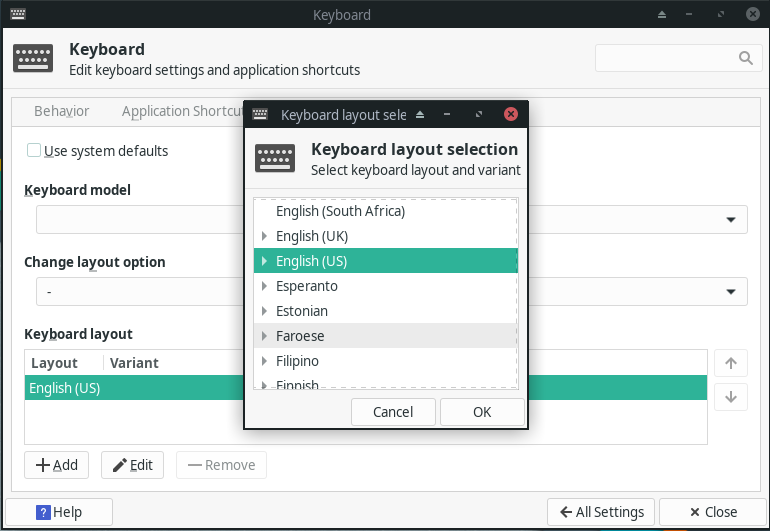 Keyboard
Keyboard
Edit keyboard settings and application shortcuts
Behavior
Application Shortcut
Use system defaults
Keyboard model
Change layout option
-
Keyboard layout
Layout
Variant
English (US)
Add
Edit
Remove
Help
All Settings
Close
Keyboard layout sele
Keyboard layout selection
Select keyboard layout and variant
English (South Africa)
English (UK)
English (US)
Esperanto
Estonian
Faroese
Filipino
Finnish
Cancel
OK